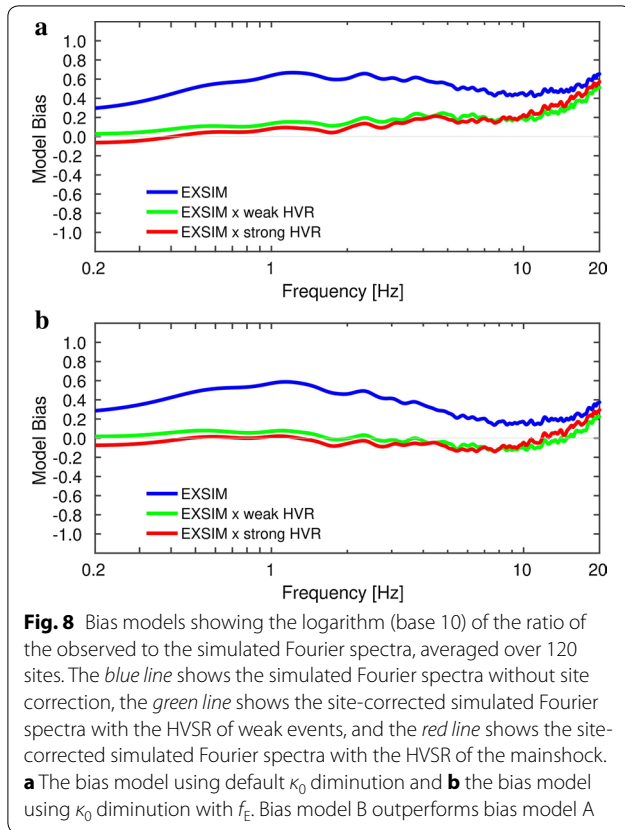 a
1.0
0.8
0.6
0.4
0.2
0.0
-0.2
-0.4
-0.6
-0.8
-1.0
Model Bias
EXSIM
EXSIM x weak HVR
EXSIM x strong HVR
0.2
1
10
20
Frequency [Hz]
b
1.0
0.8
0.6
0.4
0.2
0.0
-0.2
-0.4
-0.6
-0.8
-1.0
Model Bias
EXSIM
EXSIM x weak HVR
EXSIM x strong HVR
0.2
1
10
20
Frequency [Hz]
Fig. 8 Bias models showing the logarithm (base 10) of the ratio of
the observed to the simulated Fourier spectra, averaged over 120
sites. The blue line shows the simulated Fourier spectra without site
correction, the green line shows the site-corrected simulated Fourier
spectra with the HVSR of weak events, and the red line shows the site-
corrected simulated Fourier spectra with the HVSR of the mainshock.
a The bias model using default κ₀ diminution and b the bias model
using κ₀ diminution with f_E. Bias model B outperforms bias model A